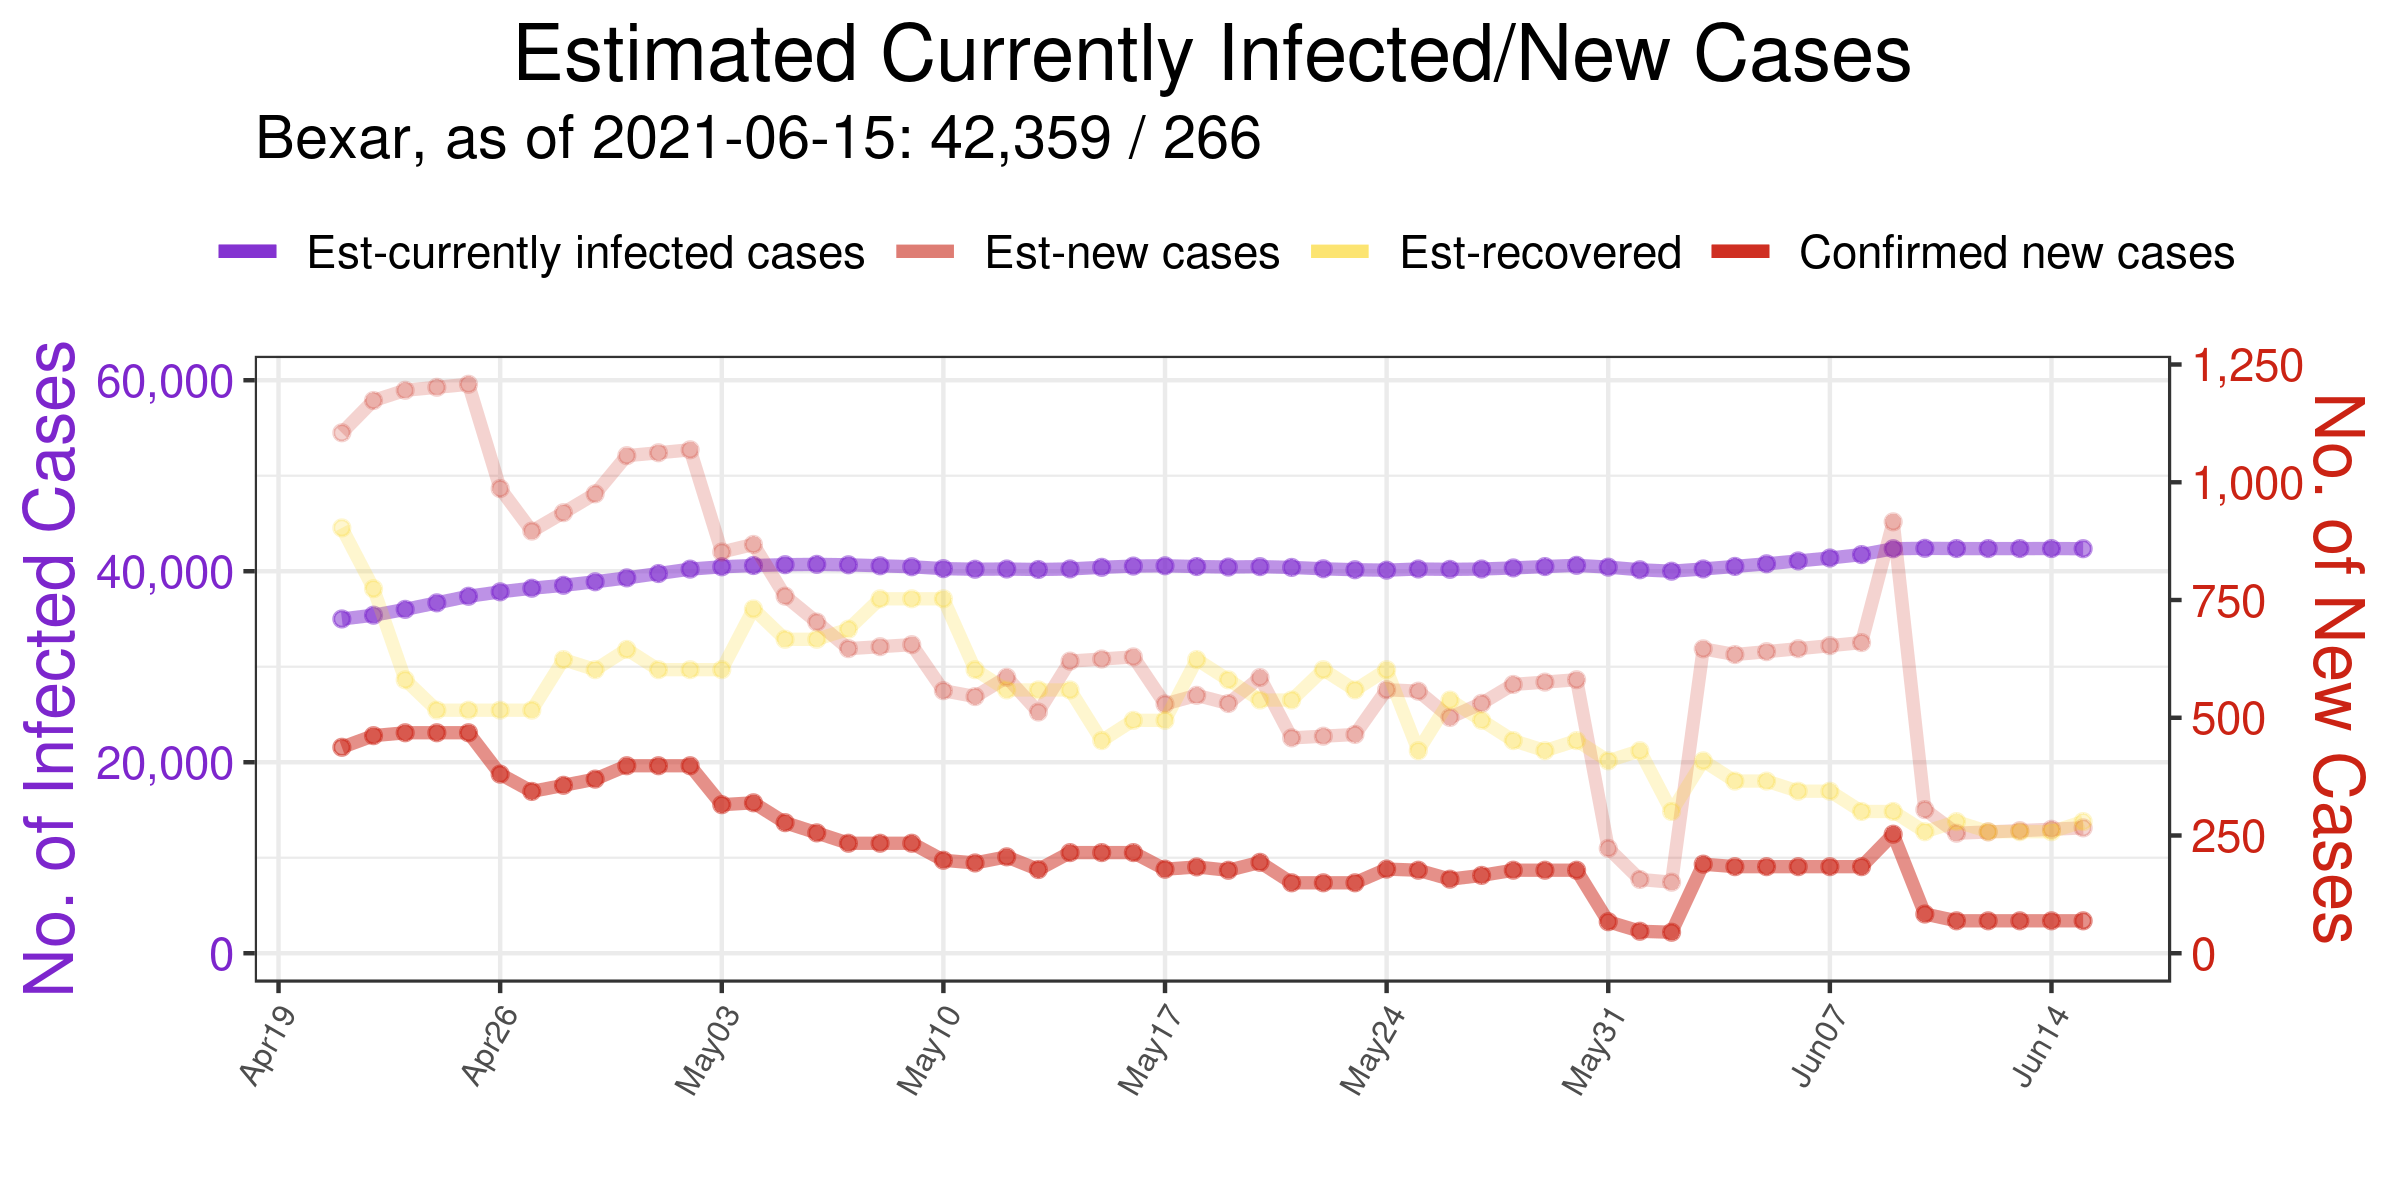 Estimated Currently Infected/New Cases
Bexar, as of 2021-06-15: 42,359 / 266
Est-currently infected cases Est-new cases Est-recovered Confirmed new cases
No. of Infected Cases
60,000
40,000
20,000
0
1,250
1,000
750
500
250
0
No. of New Cases
Apr19 Apr26 May03 May10 May17 May24 May31 Jun07 Jun14